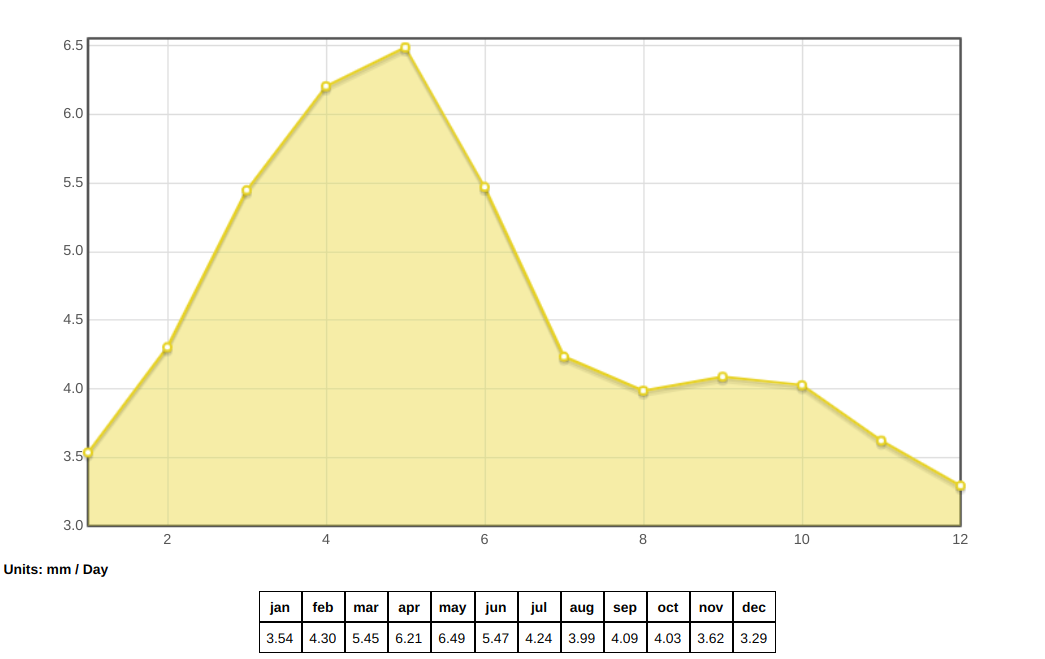 6.5
6.0
5.5
5.0
4.5
4.0
3.5
3.0
2 4 6 8 10 12
Units: mm / Day
jan feb mar apr may jun jul aug sep oct nov dec
3.54 4.30 5.45 6.21 6.49 5.47 4.24 3.99 4.09 4.03 3.62 3.29